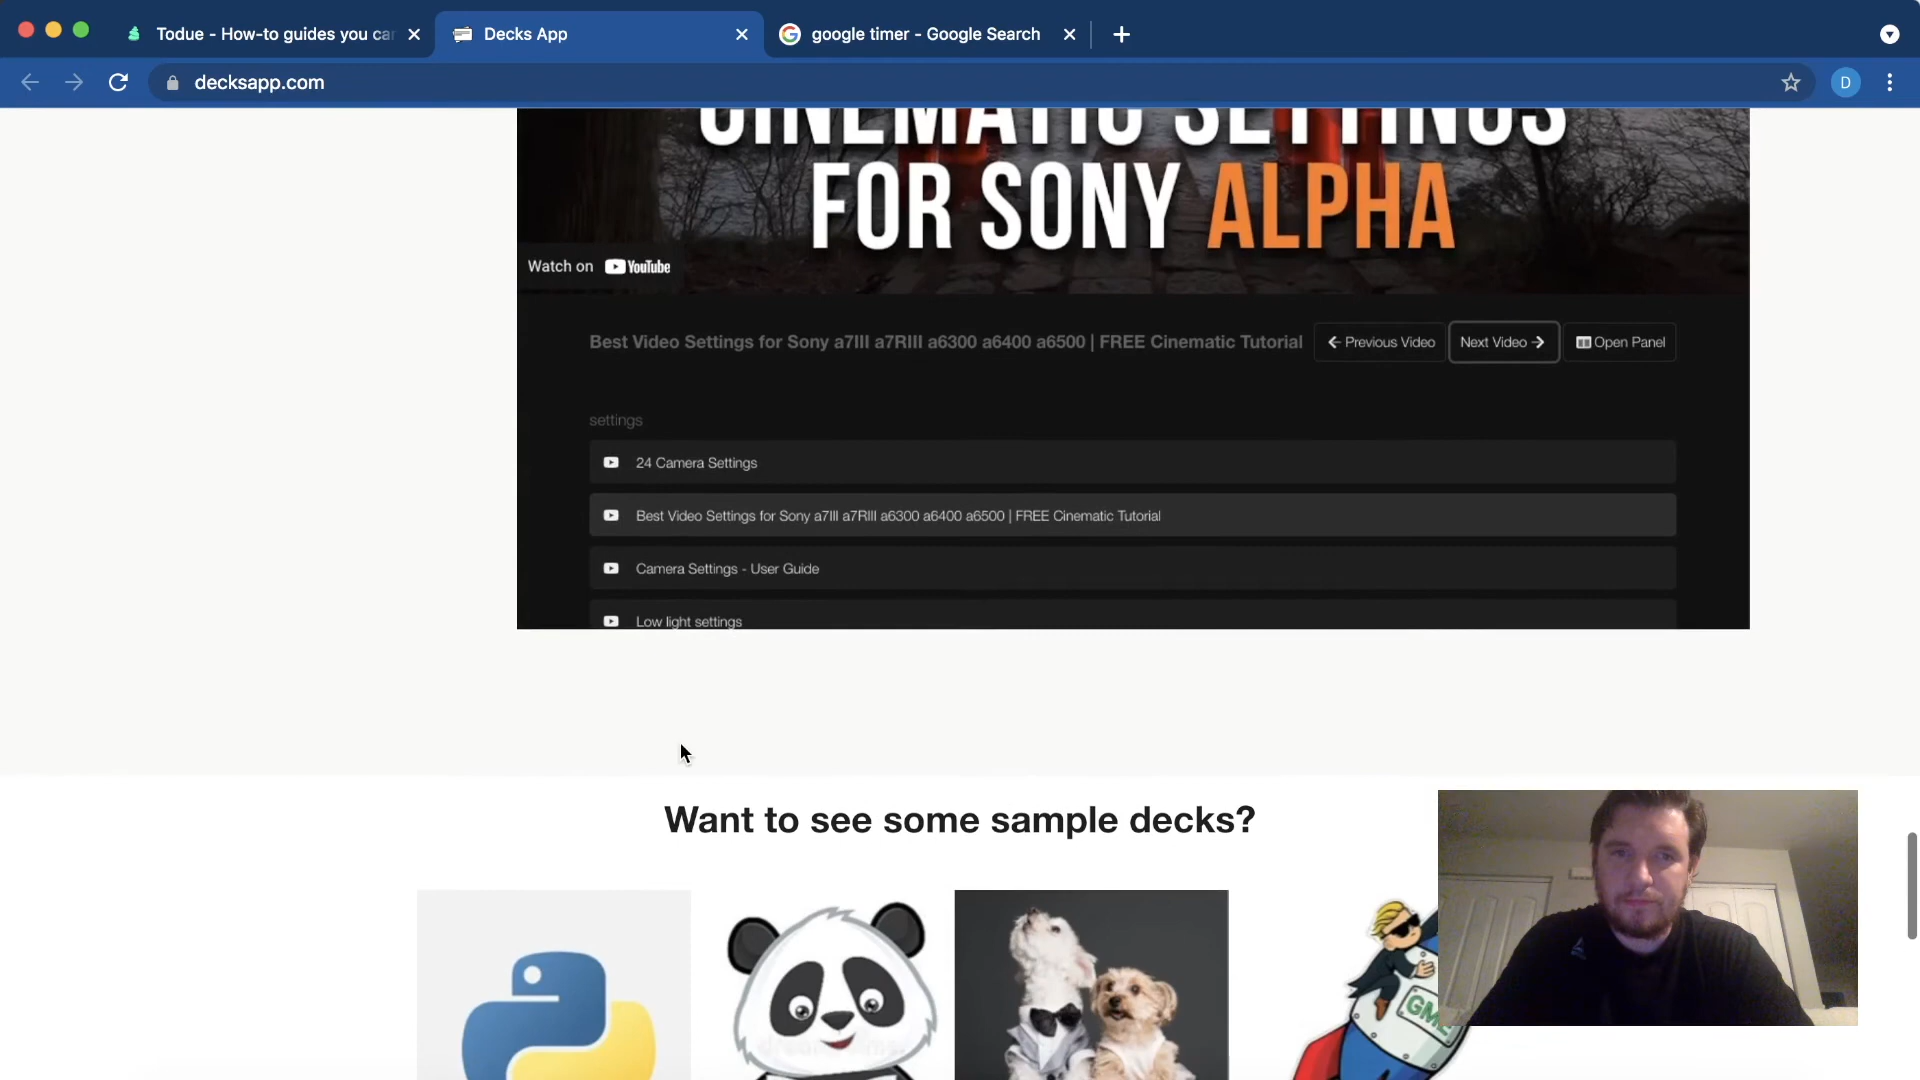 Todue - How-to guides you ca
Decks App
google timer - Google Search
decksapp.com
D
CINEMATIC SETTINGS
FOR SONY ALPHA
Watch on YouTube
Best Video Settings for Sony a7III a7RIII a6300 a6400 a6500 | FREE Cinematic Tutorial
Previous Video
Next Video
Open Panel
settings
24 Camera Settings
Best Video Settings for Sony a7III a7RIII a6300 a6400 a6500 | FREE Cinematic Tutorial
Camera Settings - User Guide
Low light settings
Want to see some sample decks?
GME